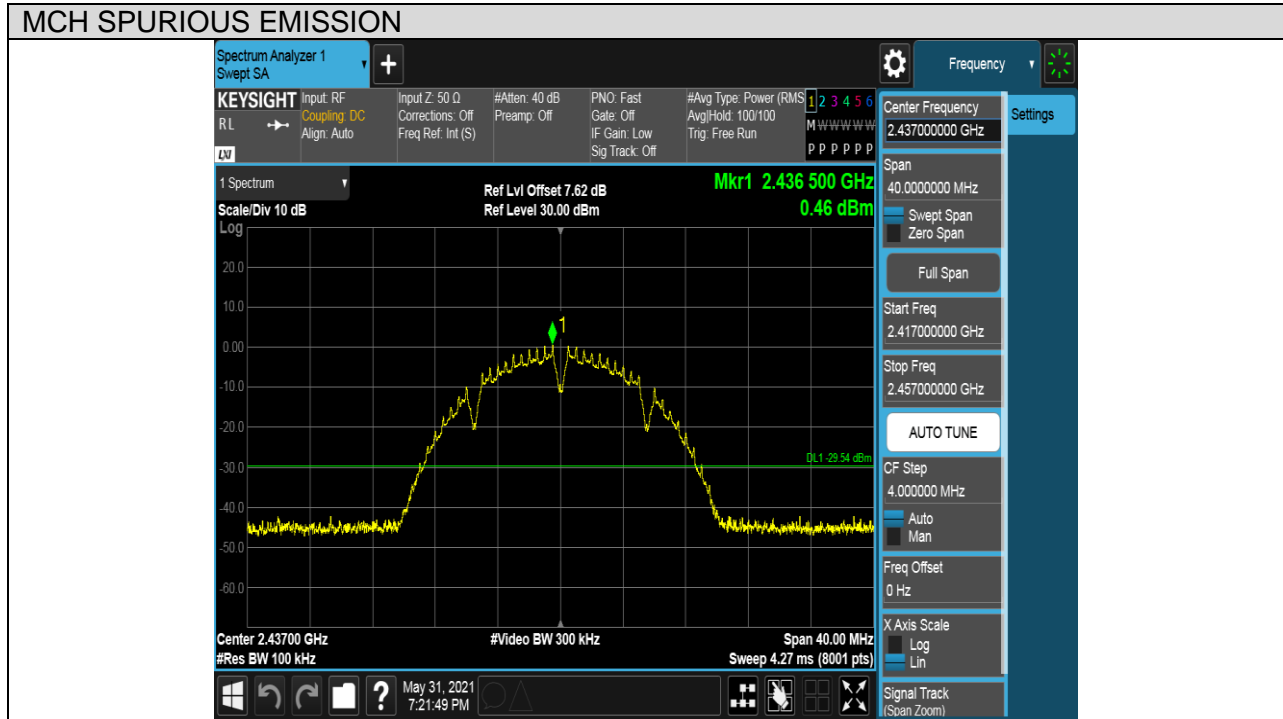 MCH SPURIOUS EMISSION
Spectrum Analyzer 1
Swept SA
+
Frequency
KEYSIGHT
RL
LXI
Input: RF
Coupling: DC
Align: Auto
Input Z: 50 Ω
Corrections: Off
Freq Ref: Int (S)
#Atten: 40 dB
Preamp: Off
PNO: Fast
Gate: Off
IF Gain: Low
Sig Track: Off
#Avg Type: Power (RMS
Avg|Hold: 100/100
Trig: Free Run
1 2 3 4 5 6
M W W W W W
P P P P P P
1 Spectrum
Scale/Div 10 dB
Ref Lvl Offset 7.62 dB
Ref Level 30.00 dBm
Mkr1 2.436 500 GHz
0.46 dBm
Log
20.0
10.0
0.00
-10.0
-20.0
-30.0
-40.0
-50.0
-60.0
1
DL1 -29.54 dBm
Center 2.43700 GHz
#Res BW 100 kHz
#Video BW 300 kHz
Span 40.00 MHz
Sweep 4.27 ms (8001 pts)
?
May 31, 2021
7:21:49 PM
Center Frequency
2.437000000 GHz
Settings
Span
40.0000000 MHz
Swept Span
Zero Span
Full Span
Start Freq
2.417000000 GHz
Stop Freq
2.457000000 GHz
AUTO TUNE
CF Step
4.000000 MHz
Auto
Man
Freq Offset
0 Hz
X Axis Scale
Log
Lin
Signal Track
(Span Zoom)